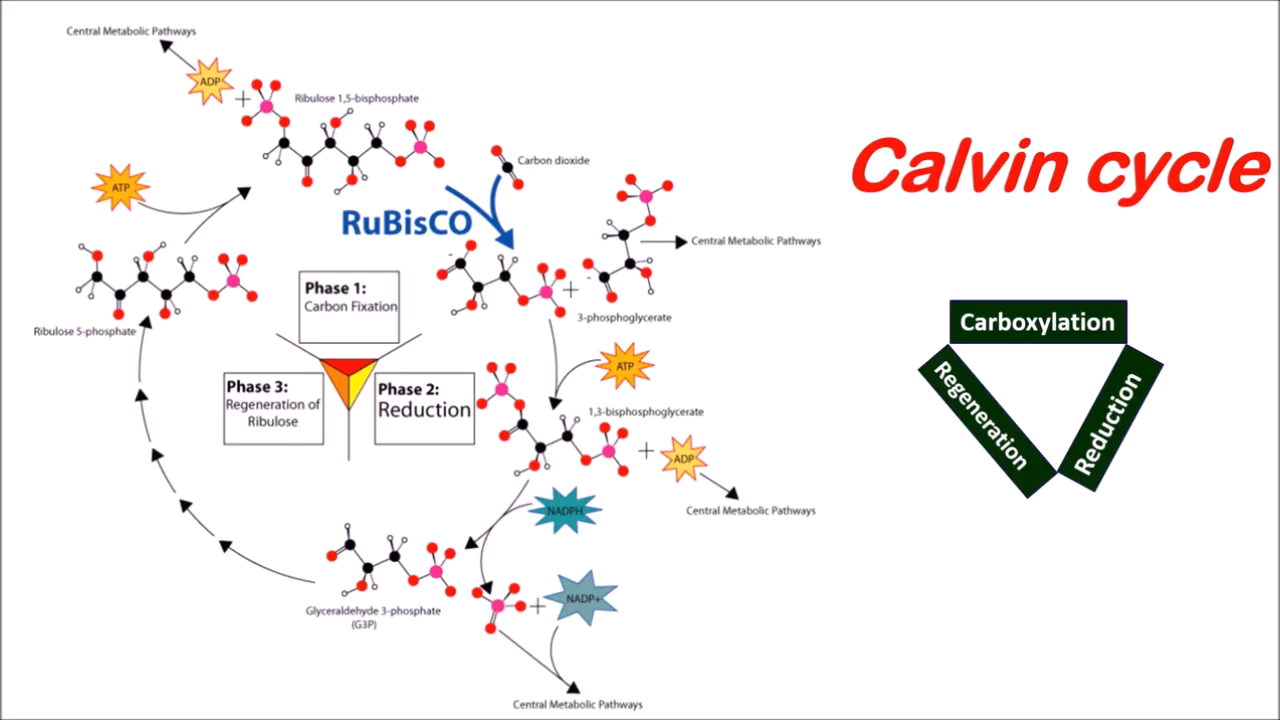 Central Metabolic Pathways
ADP
+
Ribulose 1,5-bisphosphate
Carbon dioxide
ATP
RuBisCO
Central Metabolic Pathways
-
-
+
3-phosphoglycerate
Ribulose 5-phosphate
Phase 1:
Carbon Fixation
Phase 3:
Regeneration of
Ribulose
Phase 2:
Reduction
ATP
1,3-bisphosphoglycerate
+
ADP
Central Metabolic Pathways
NADPH
Glyceraldehyde 3-phosphate
(G3P)
+
NADP+
Central Metabolic Pathways
Calvin cycle
Carboxylation
Regeneration
Reduction